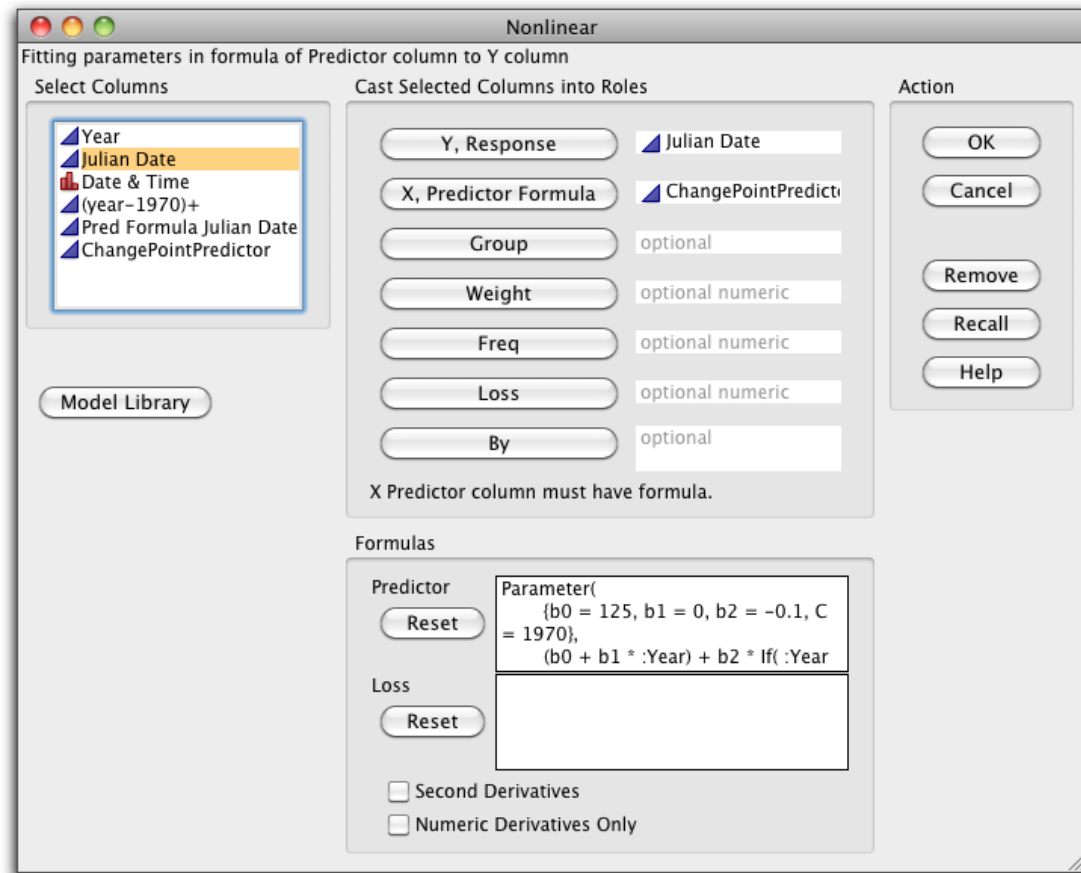 Nonlinear
Fitting parameters in formula of Predictor column to Y column
Select Columns
Year
Julian Date
Date & Time
(year-1970)+
Pred Formula Julian Date
ChangePointPredictor
Model Library
Cast Selected Columns into Roles
Y, Response
Julian Date
X, Predictor Formula
ChangePointPredicto
Group
optional
Weight
optional numeric
Freq
optional numeric
Loss
optional numeric
By
optional
X Predictor column must have formula.
Formulas
Predictor
Reset
Parameter(
{b0 = 125, b1 = 0, b2 = -0.1, C
= 1970},
(b0 + b1 * :Year) + b2 * If( :Year
Loss
Reset
Second Derivatives
Numeric Derivatives Only
Action
OK
Cancel
Remove
Recall
Help